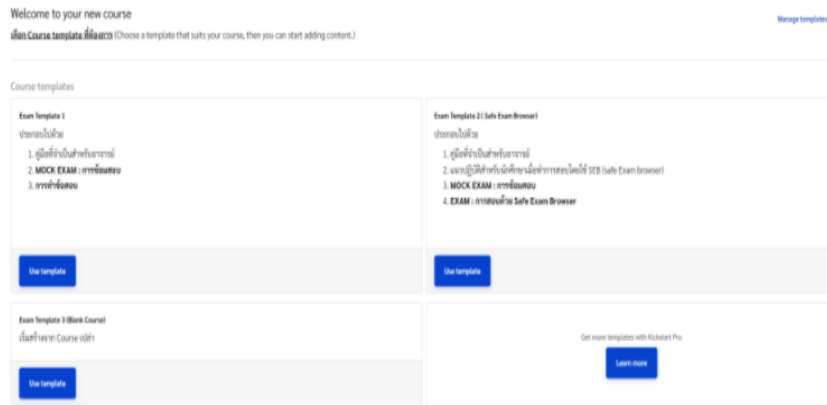 Welcome to your new course
Manage templates
เลือก Course template ที่ต้องการ (Choose a template that suits your course, then you can start adding content.)
Course templates
Exam Template 1
ประกอบไปด้วย
1. คู่มือที่จำเป็นสำหรับอาจารย์
2. MOCK EXAM : การซ้อมสอบ
3. การทำข้อสอบ
Use template
Exam Template 2 ( Safe Exam Browser)
ประกอบไปด้วย
1. คู่มือที่จำเป็นสำหรับอาจารย์
2. แนวปฏิบัติสำหรับนักศึกษาเมื่อทำการสอบโดยใช้ SEB (safe Exam browser)
3. MOCK EXAM : การซ้อมสอบ
4. EXAM : การสอบด้วย Safe Exam Browser
Use template
Exam Template 3 (Blank Course)
เริ่มสร้างจาก Course เปล่า
Use template
Get more templates with Kickstart Pro
Learn more